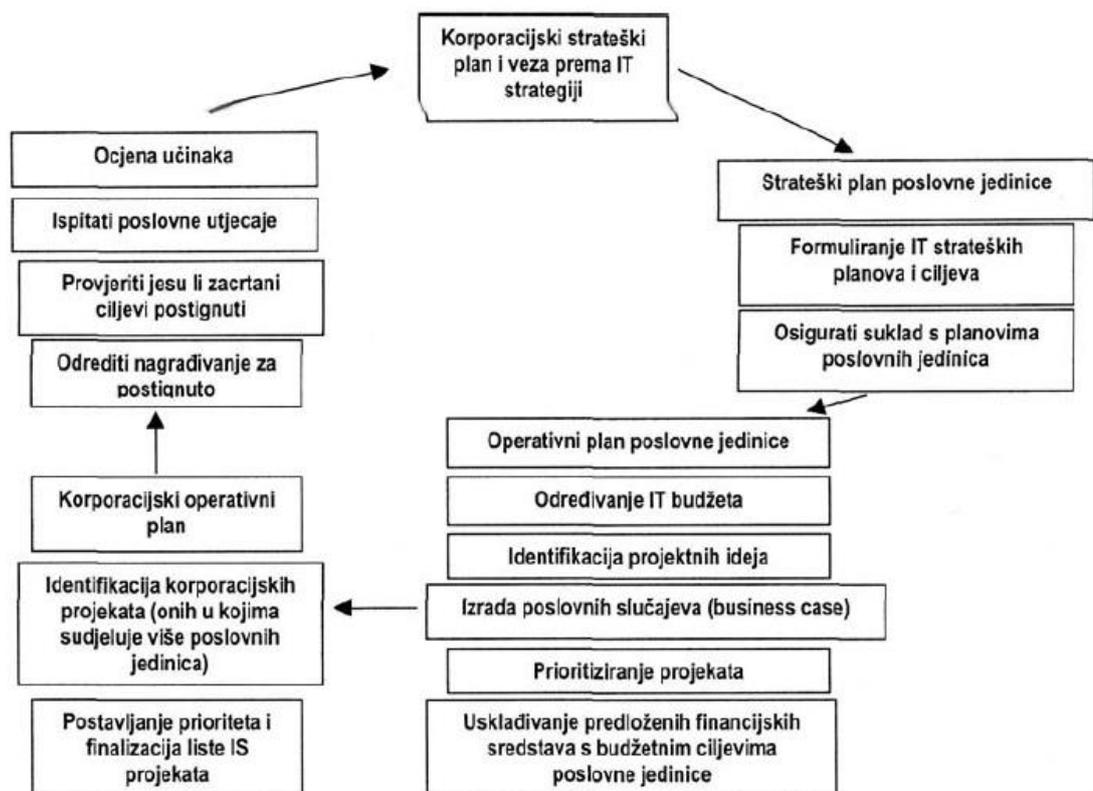 Korporacijski strateški
plan i veza prema IT
strategiji
Strateški plan poslovne jedinice
Formuliranje IT strateških
planova i ciljeva
Osigurati suklad s planovima
poslovnih jedinica
Operativni plan poslovne jedinice
Određivanje IT budžeta
Identifikacija projektnih ideja
Izrada poslovnih slučajeva (business case)
Prioritiziranje projekata
Usklađivanje predloženih financijskih
sredstava s budžetnim ciljevima
poslovne jedinice
Korporacijski operativni
plan
Identifikacija korporacijskih
projekata (onih u kojima
sudjeluje više poslovnih
jedinica)
Postavljanje prioriteta i
finalizacija liste IS
projekata
Ocjena učinaka
Ispitati poslovne utjecaje
Provjeriti jesu li zacrtani
ciljevi postignuti
Odrediti nagrađivanje za
postignuto